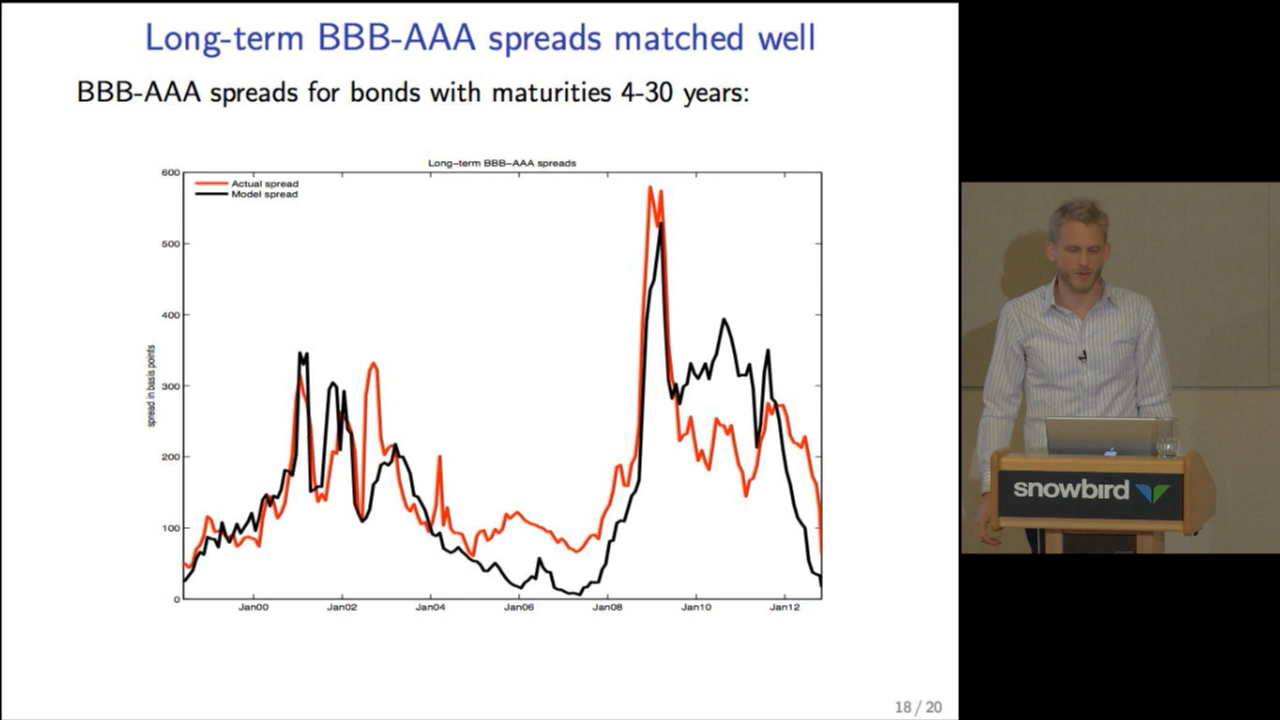 Long-term BBB-AAA spreads matched well
BBB-AAA spreads for bonds with maturities 4-30 years:
Long-term BBB-AAA spreads
Actual spread
Model spread
spread in basis points
600
500
400
300
200
100
0
Jan00 Jan02 Jan04 Jan06 Jan08 Jan10 Jan12
18 / 20
snowbird